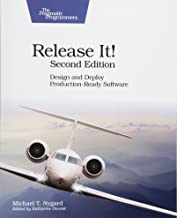 The
Pragmatic
Programmers
Release It!
Second Edition
Design and Deploy
Production-Ready Software
Michael T. Nygard
Edited by Katharine Dvorak